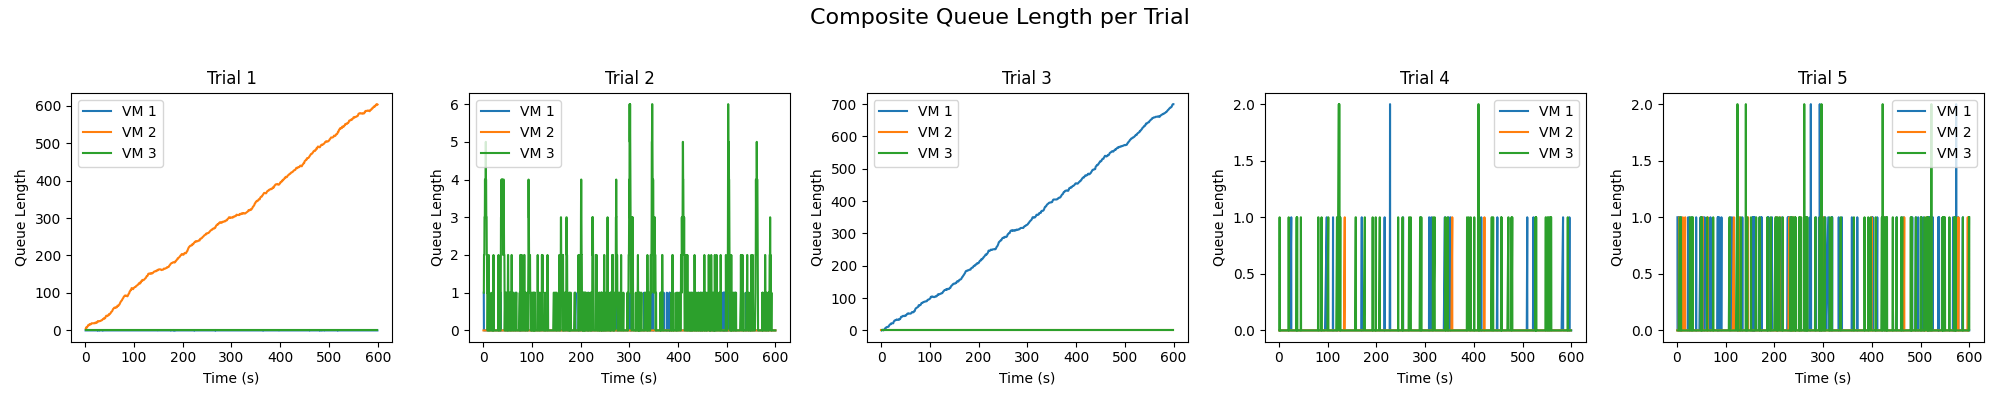 Composite Queue Length per Trial
Trial 1
600
500
400
300
200
100
0
Queue Length
VM 1
VM 2
VM 3
0 100 200 300 400 500 600
Time (s)
Trial 2
6
5
4
3
2
1
0
Queue Length
VM 1
VM 2
VM 3
0 100 200 300 400 500 600
Time (s)
Trial 3
700
600
500
400
300
200
100
0
Queue Length
VM 1
VM 2
VM 3
0 100 200 300 400 500 600
Time (s)
Trial 4
2.0
1.5
1.0
0.5
0.0
Queue Length
VM 1
VM 2
VM 3
0 100 200 300 400 500 600
Time (s)
Trial 5
2.0
1.5
1.0
0.5
0.0
Queue Length
VM 1
VM 2
VM 3
0 100 200 300 400 500 600
Time (s)